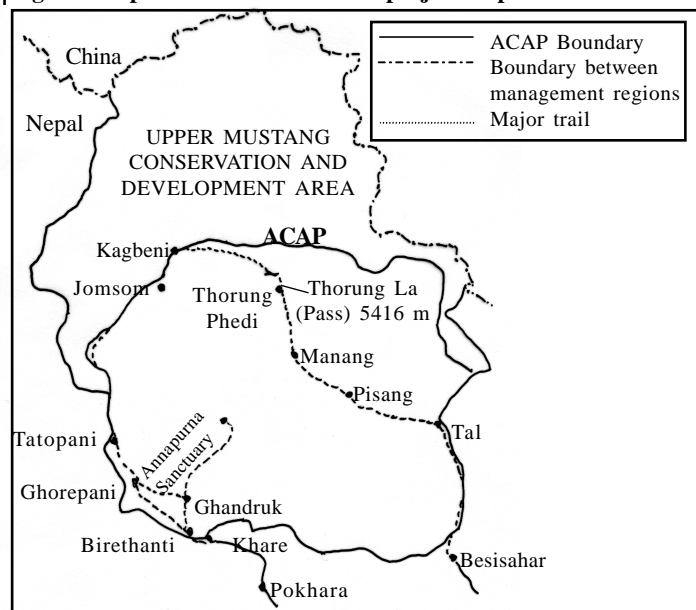 China
Nepal
ACAP Boundary
Boundary between
management regions
Major trail
UPPER MUSTANG
CONSERVATION AND
DEVELOPMENT AREA
ACAP
Kagbeni
Jomsom
Thorung
Phedi
Thorung La
(Pass) 5416 m
Manang
Pisang
Tal
Tatopani
Annapurna
Sanctuary
Ghorepani
Ghandruk
Birethanti
Khare
Besisahar
Pokhara